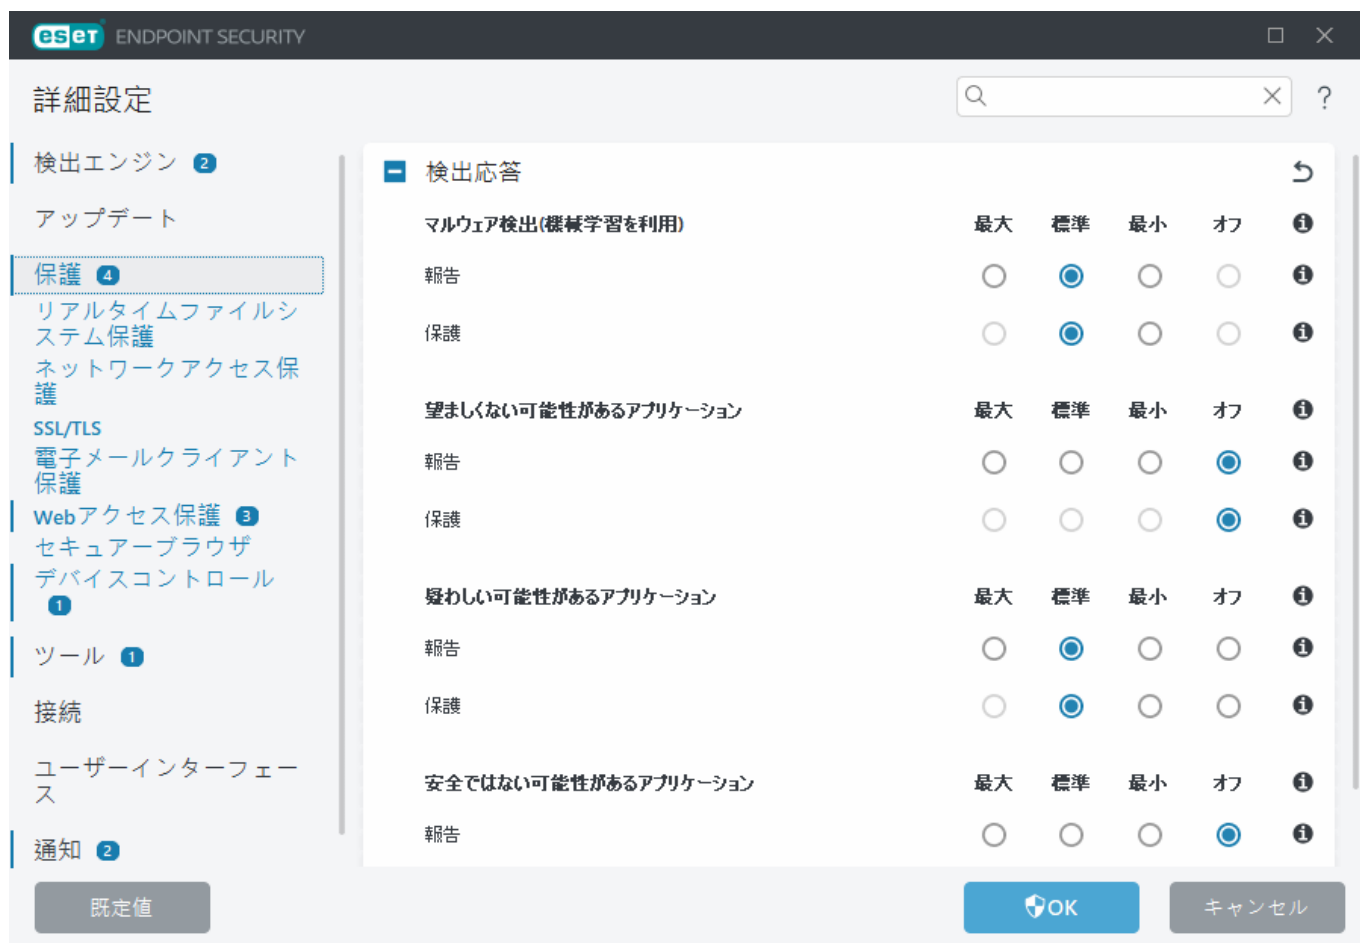 eset ENDPOINT SECURITY
詳細設定
?
検出エンジン 2
アップデート
保護 4
リアルタイムファイルシ
ステム保護
ネットワークアクセス保
護
SSL/TLS
電子メールクライアント
保護
Webアクセス保護 3
セキュアーブラウザ
デバイスコントロール
1
ツール 1
接続
ユーザーインターフェー
ス
通知 2
検出応答
マルウェア検出(機械学習を利用) 最大 標準 最小 オフ
報告
保護
望ましくない可能性があるアプリケーション 最大 標準 最小 オフ
報告
保護
疑わしい可能性があるアプリケーション 最大 標準 最小 オフ
報告
保護
安全ではない可能性があるアプリケーション 最大 標準 最小 オフ
報告
既定値 OK キャンセル